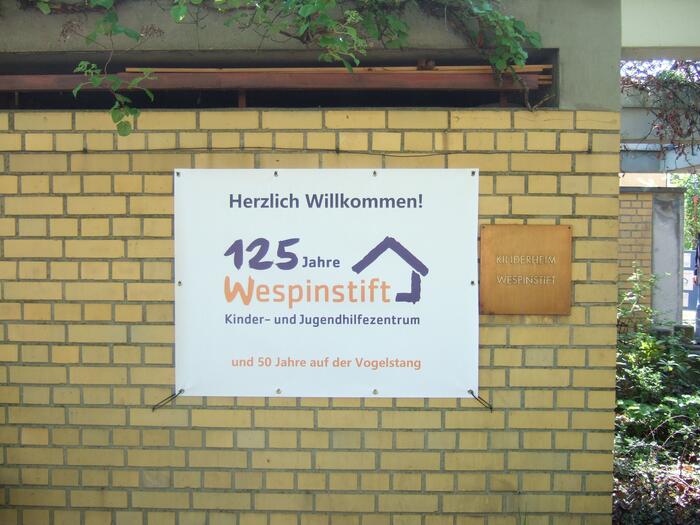 Herzlich Willkommen!
125 Jahre
Wespinstift
Kinder- und Jugendhilfezentrum
und 50 Jahre auf der Vogelstang
KINDERHEIM
WESPINSTIFT